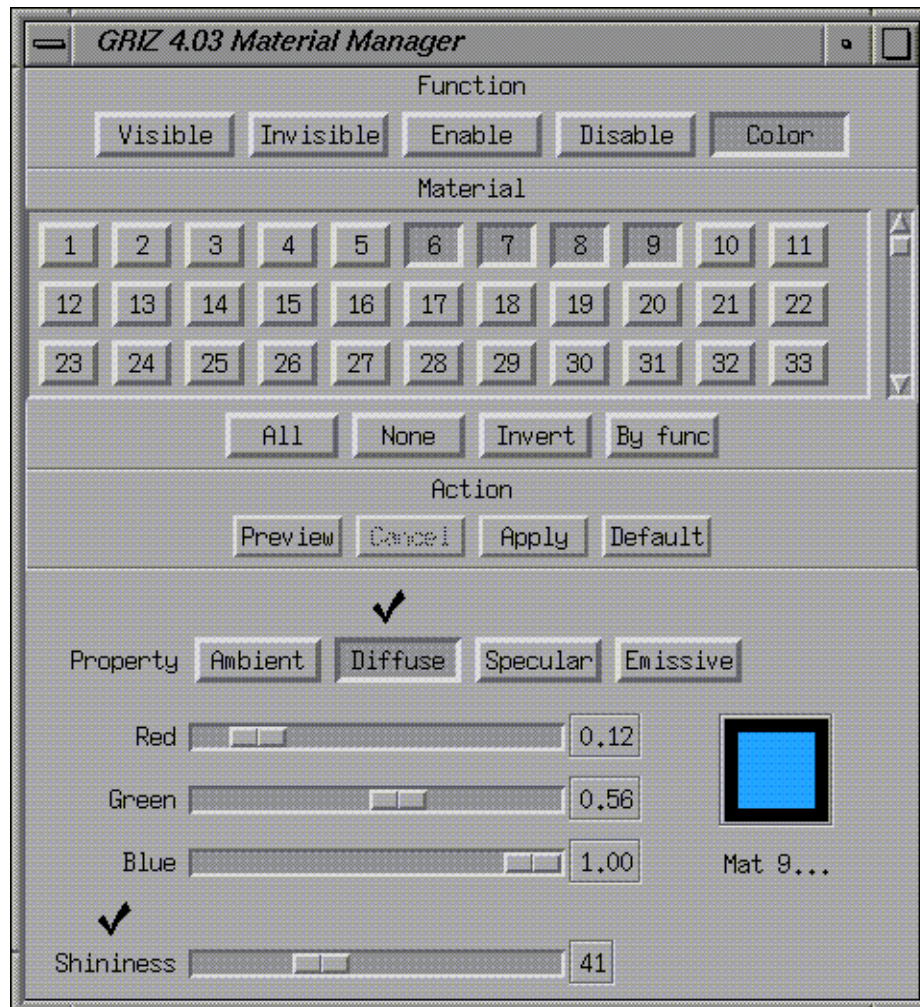 GRIZ 4.03 Material Manager
Function
Visible Invisible Enable Disable Color
Material
1 2 3 4 5 6 7 8 9 10 11
12 13 14 15 16 17 18 19 20 21 22
23 24 25 26 27 28 29 30 31 32 33
All None Invert By func
Action
Preview Cancel Apply Default
Property Ambient Diffuse Specular Emissive
Red 0.12
Green 0.56
Blue 1.00 Mat 9...
Shininess 41